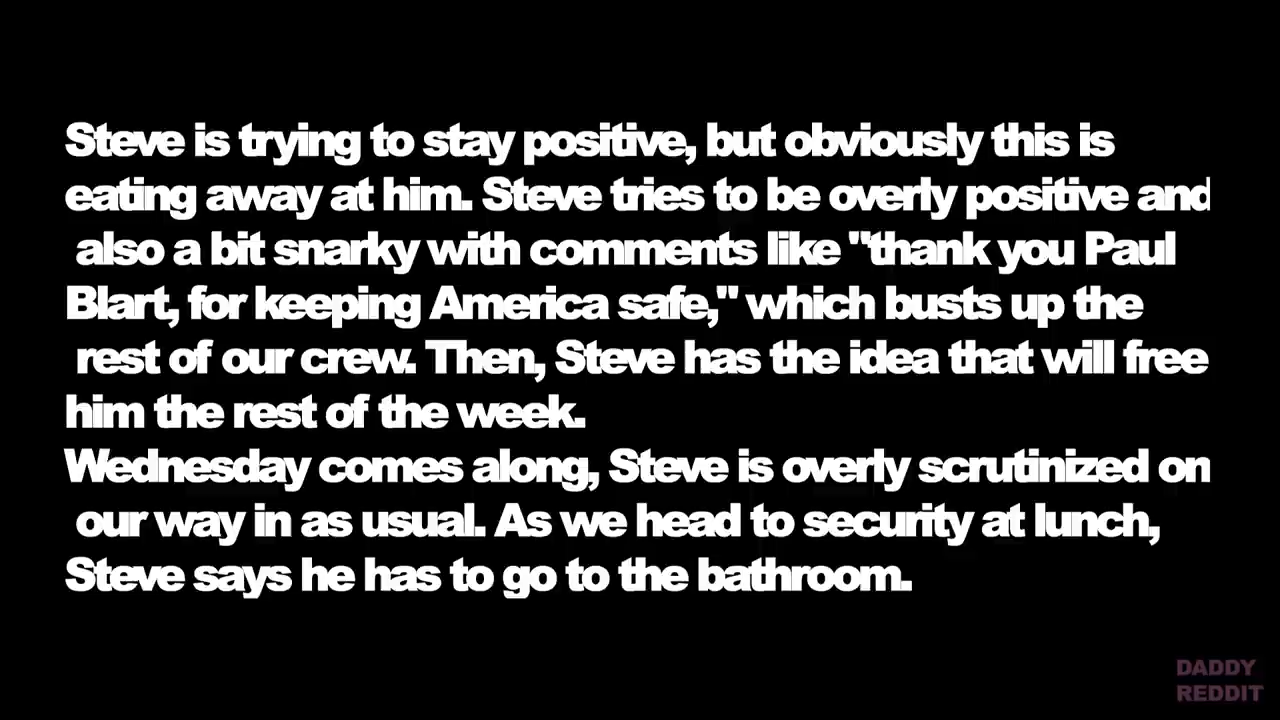 Steve is trying to stay positive, but obviously this is
eating away at him. Steve tries to be overly positive and
also a bit snarky with comments like "thank you Paul
Blart, for keeping America safe," which busts up the
rest of our crew. Then, Steve has the idea that will free
him the rest of the week.
Wednesday comes along, Steve is overly scrutinized on
our way in as usual. As we head to security at lunch,
Steve says he has to go to the bathroom.
DADDY
REDDIT